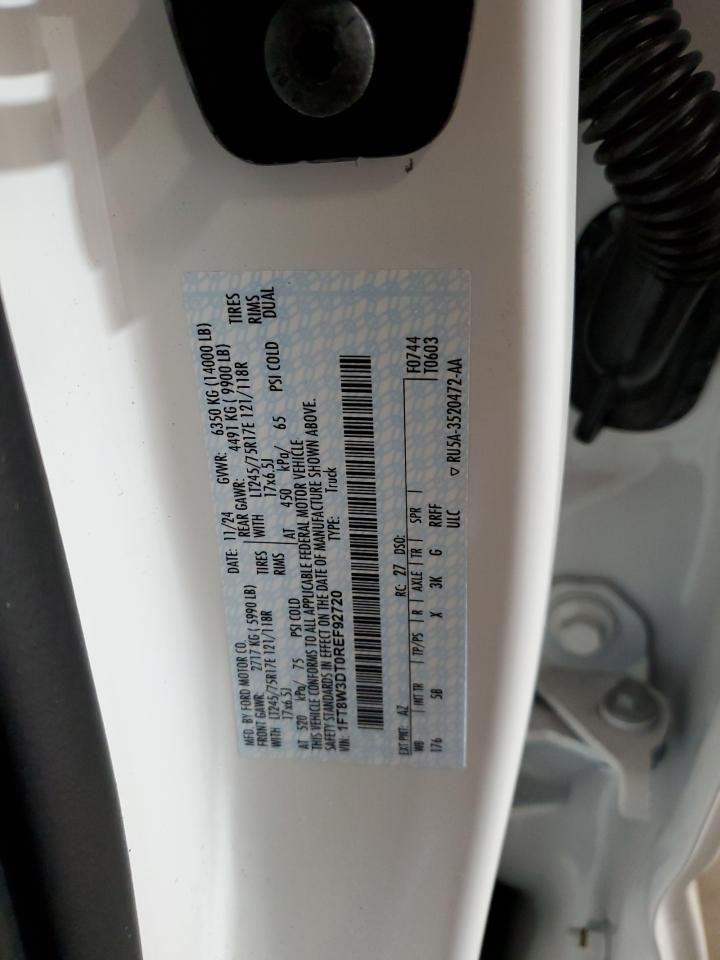 MFD. BY FORD MOTOR CO. DATE: 11/24 GVWR: 6350 KG (14000 LB)
FRONT GAWR: 2717 KG ( 5990 LB) REAR GAWR: 4491 KG ( 9900 LB)
WITH LT245/75R17E 121/118R TIRES WITH LT245/75R17E 121/118R TIRES
17x6.5J RIMS 17x6.5J RIMS
AT 520 kPa/ 75 PSI COLD AT 450 kPa/ 65 PSI COLD DUAL
THIS VEHICLE CONFORMS TO ALL APPLICABLE FEDERAL MOTOR VEHICLE
SAFETY STANDARDS IN EFFECT ON THE DATE OF MANUFACTURE SHOWN ABOVE.
VIN: 1FT8W3DT0REF92720 TYPE: Truck
EXT PNT: AZ RC: 27 DSO: F0744
WB INT TR TP/PS R AXLE TR SPR T0603
176 5B X 3K G RRFF
ULC ▽ RU5A-3520472-AA